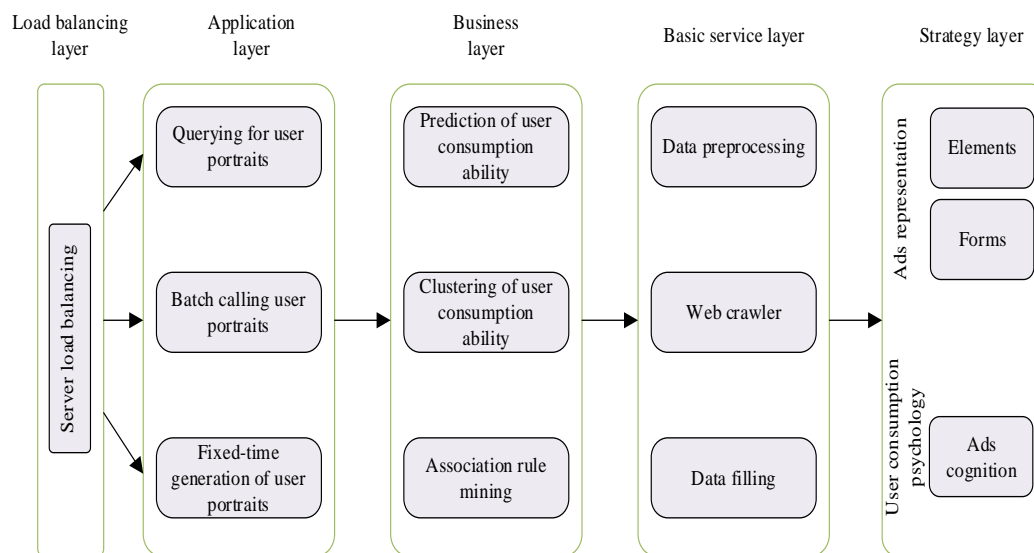 Load balancing
layer
Application
layer
Business
layer
Basic service layer
Strategy layer
Server load balancing
Querying for user
portraits
Batch calling user
portraits
Fixed-time
generation of user
portraits
Prediction of user
consumption
ability
Clustering of user
consumption
ability
Association rule
mining
Data preprocessing
Web crawler
Data filling
Ads representation
Elements
Forms
User consumption
psychology
Ads
cognition